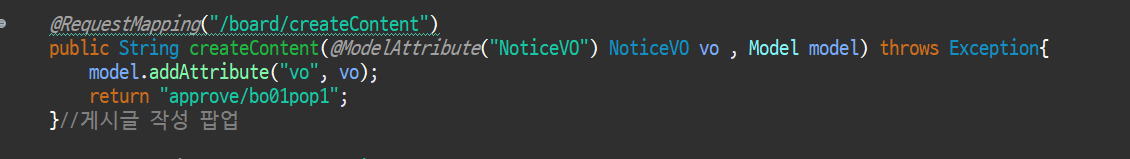 @RequestMapping("/board/createContent")
public String createContent(@ModelAttribute("NoticeVO") NoticeVO vo , Model model) throws Exception{
    model.addAttribute("vo", vo);
    return "approve/bo01pop1";
}//게시글 작성 팝업